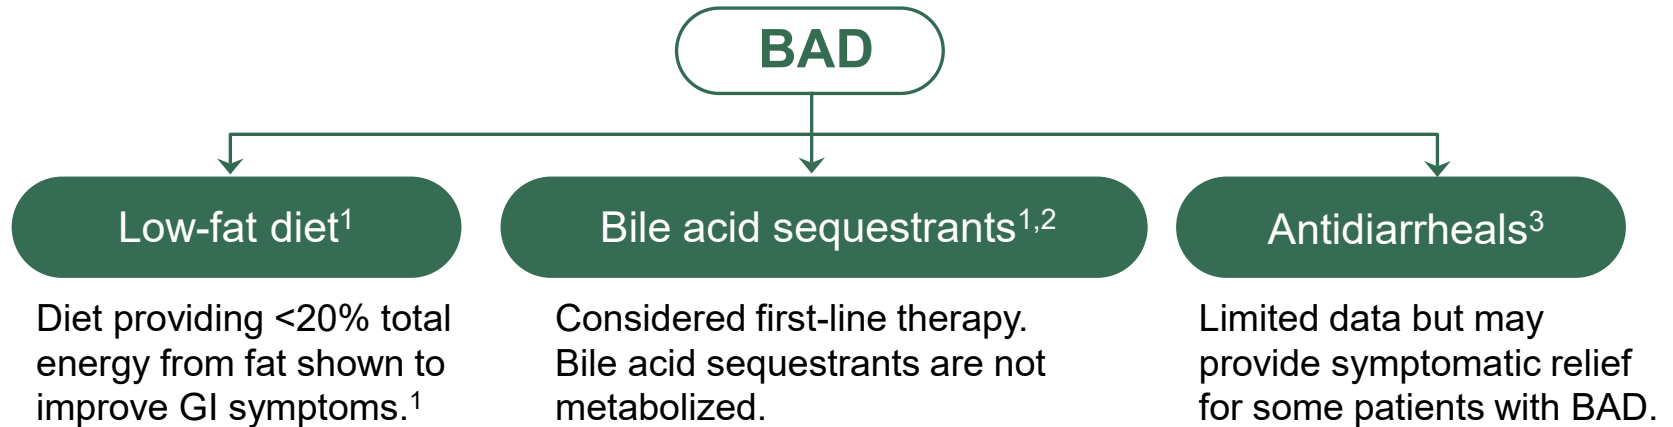 BAD
Low-fat diet¹
Diet providing <20% total
energy from fat shown to
improve GI symptoms.¹
Bile acid sequestrants¹,²
Considered first-line therapy.
Bile acid sequestrants are not
metabolized.
Antidiarrheals³
Limited data but may
provide symptomatic relief
for some patients with BAD.